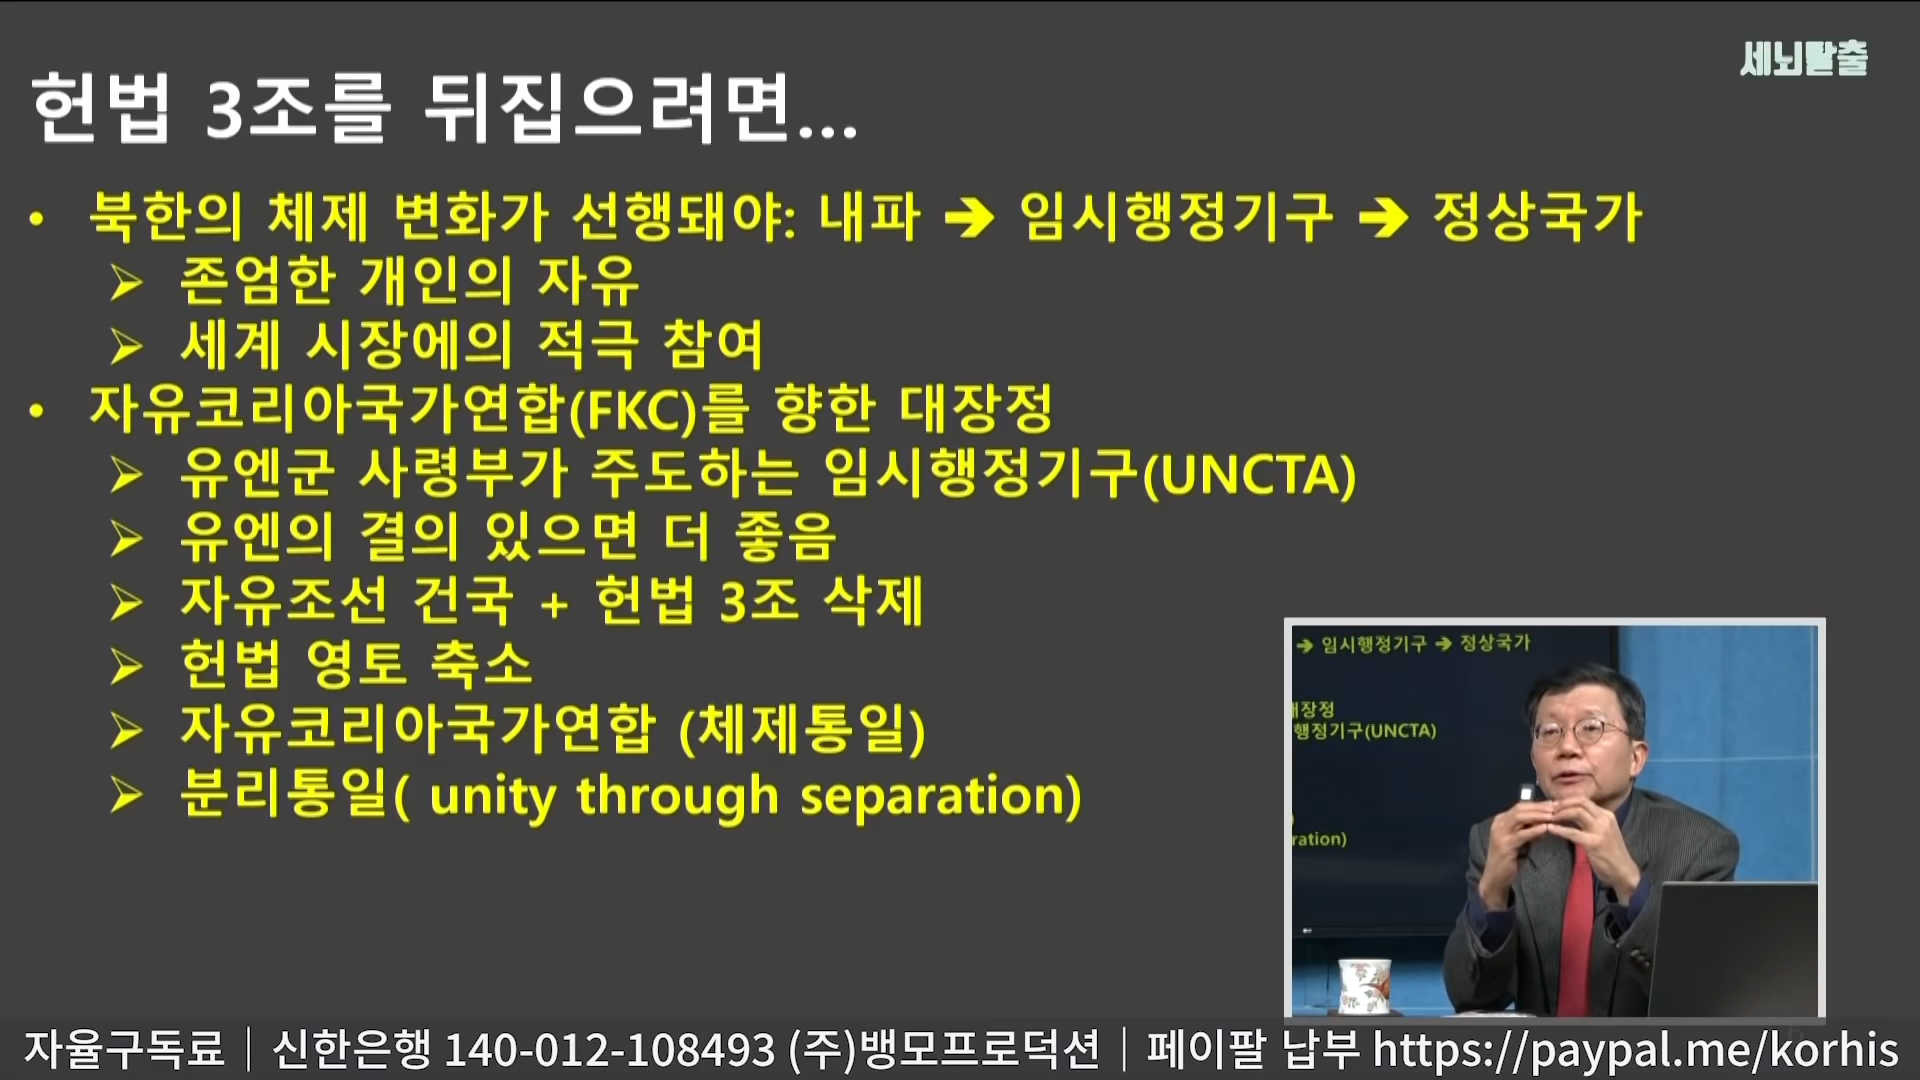 세뇌탈출
헌법 3조를 뒤집으려면...
• 북한의 체제 변화가 선행돼야: 내파 ➔ 임시행정기구 ➔ 정상국가
➢ 존엄한 개인의 자유
➢ 세계 시장에의 적극 참여
• 자유코리아국가연합(FKC)를 향한 대장정
➢ 유엔군 사령부가 주도하는 임시행정기구(UNCTA)
➢ 유엔의 결의 있으면 더 좋음
➢ 자유조선 건국 + 헌법 3조 삭제
➢ 헌법 영토 축소
➢ 자유코리아국가연합 (체제통일)
➢ 분리통일( unity through separation)
➔ 임시행정기구 ➔ 정상국가
대장정
행정기구(UNCTA)
)
ration)
자율구독료｜신한은행 140-012-108493 (주)뱅모프로덕션｜페이팔 납부 https://paypal.me/korhis